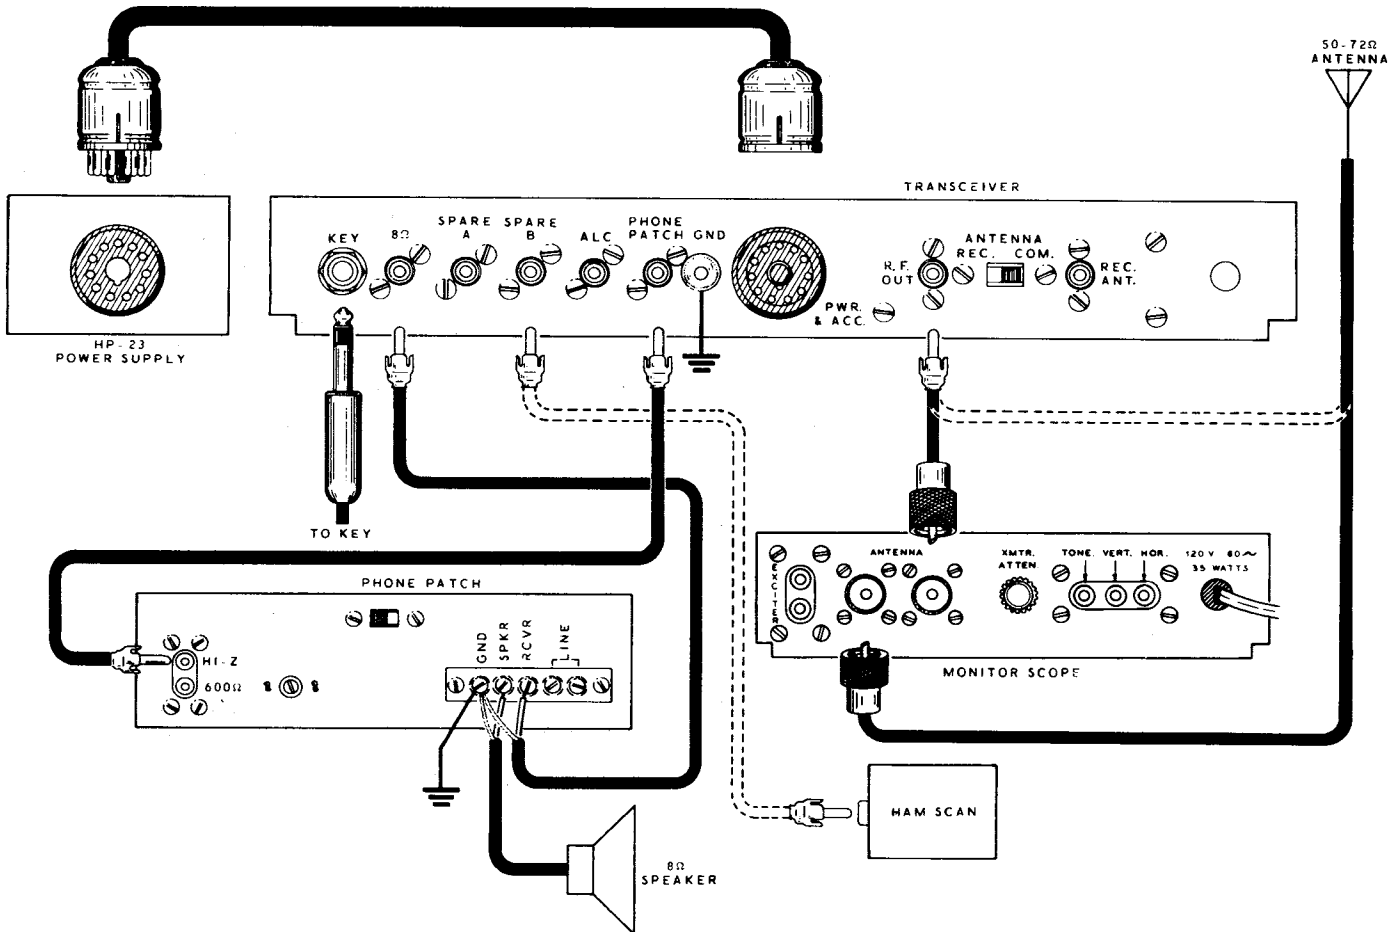 50-72Ω
ANTENNA
TRANSCEIVER
KEY
8Ω
SPARE
A
SPARE
B
ALC
PHONE
PATCH
GND
PWR.
& ACC.
R.F.
OUT
ANTENNA
REC. COM.
REC.
ANT.
HP-23
POWER SUPPLY
TO KEY
PHONE PATCH
HI-Z
600Ω
GND
SPKR
RCVR
LINE
8Ω
SPEAKER
EXCITER
ANTENNA
XMTR.
ATTEN.
TONE. VERT. HOR.
120V 60~
35 WATTS
MONITOR SCOPE
HAM SCAN